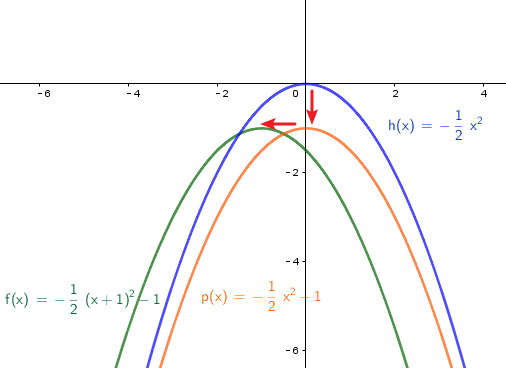 -6 -4 -2 0 2 4
h(x) = -1/2 x²
-2
-4
f(x) = -1/2 (x+1)² - 1
p(x) = -1/2 x² - 1
-6